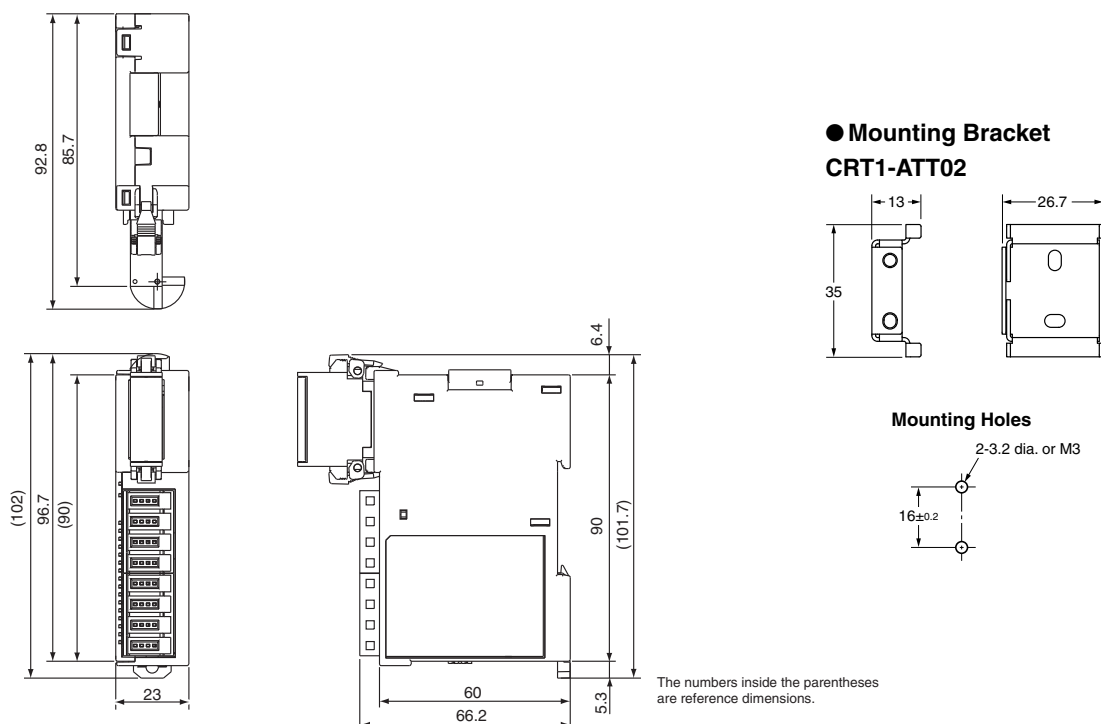 92.8
85.7
● Mounting Bracket
CRT1-ATT02
13
26.7
35
6.4
(102)
96.7
(90)
90
(101.7)
Mounting Holes
2-3.2 dia. or M3
16±0.2
23
60
66.2
5.3
The numbers inside the parentheses
are reference dimensions.